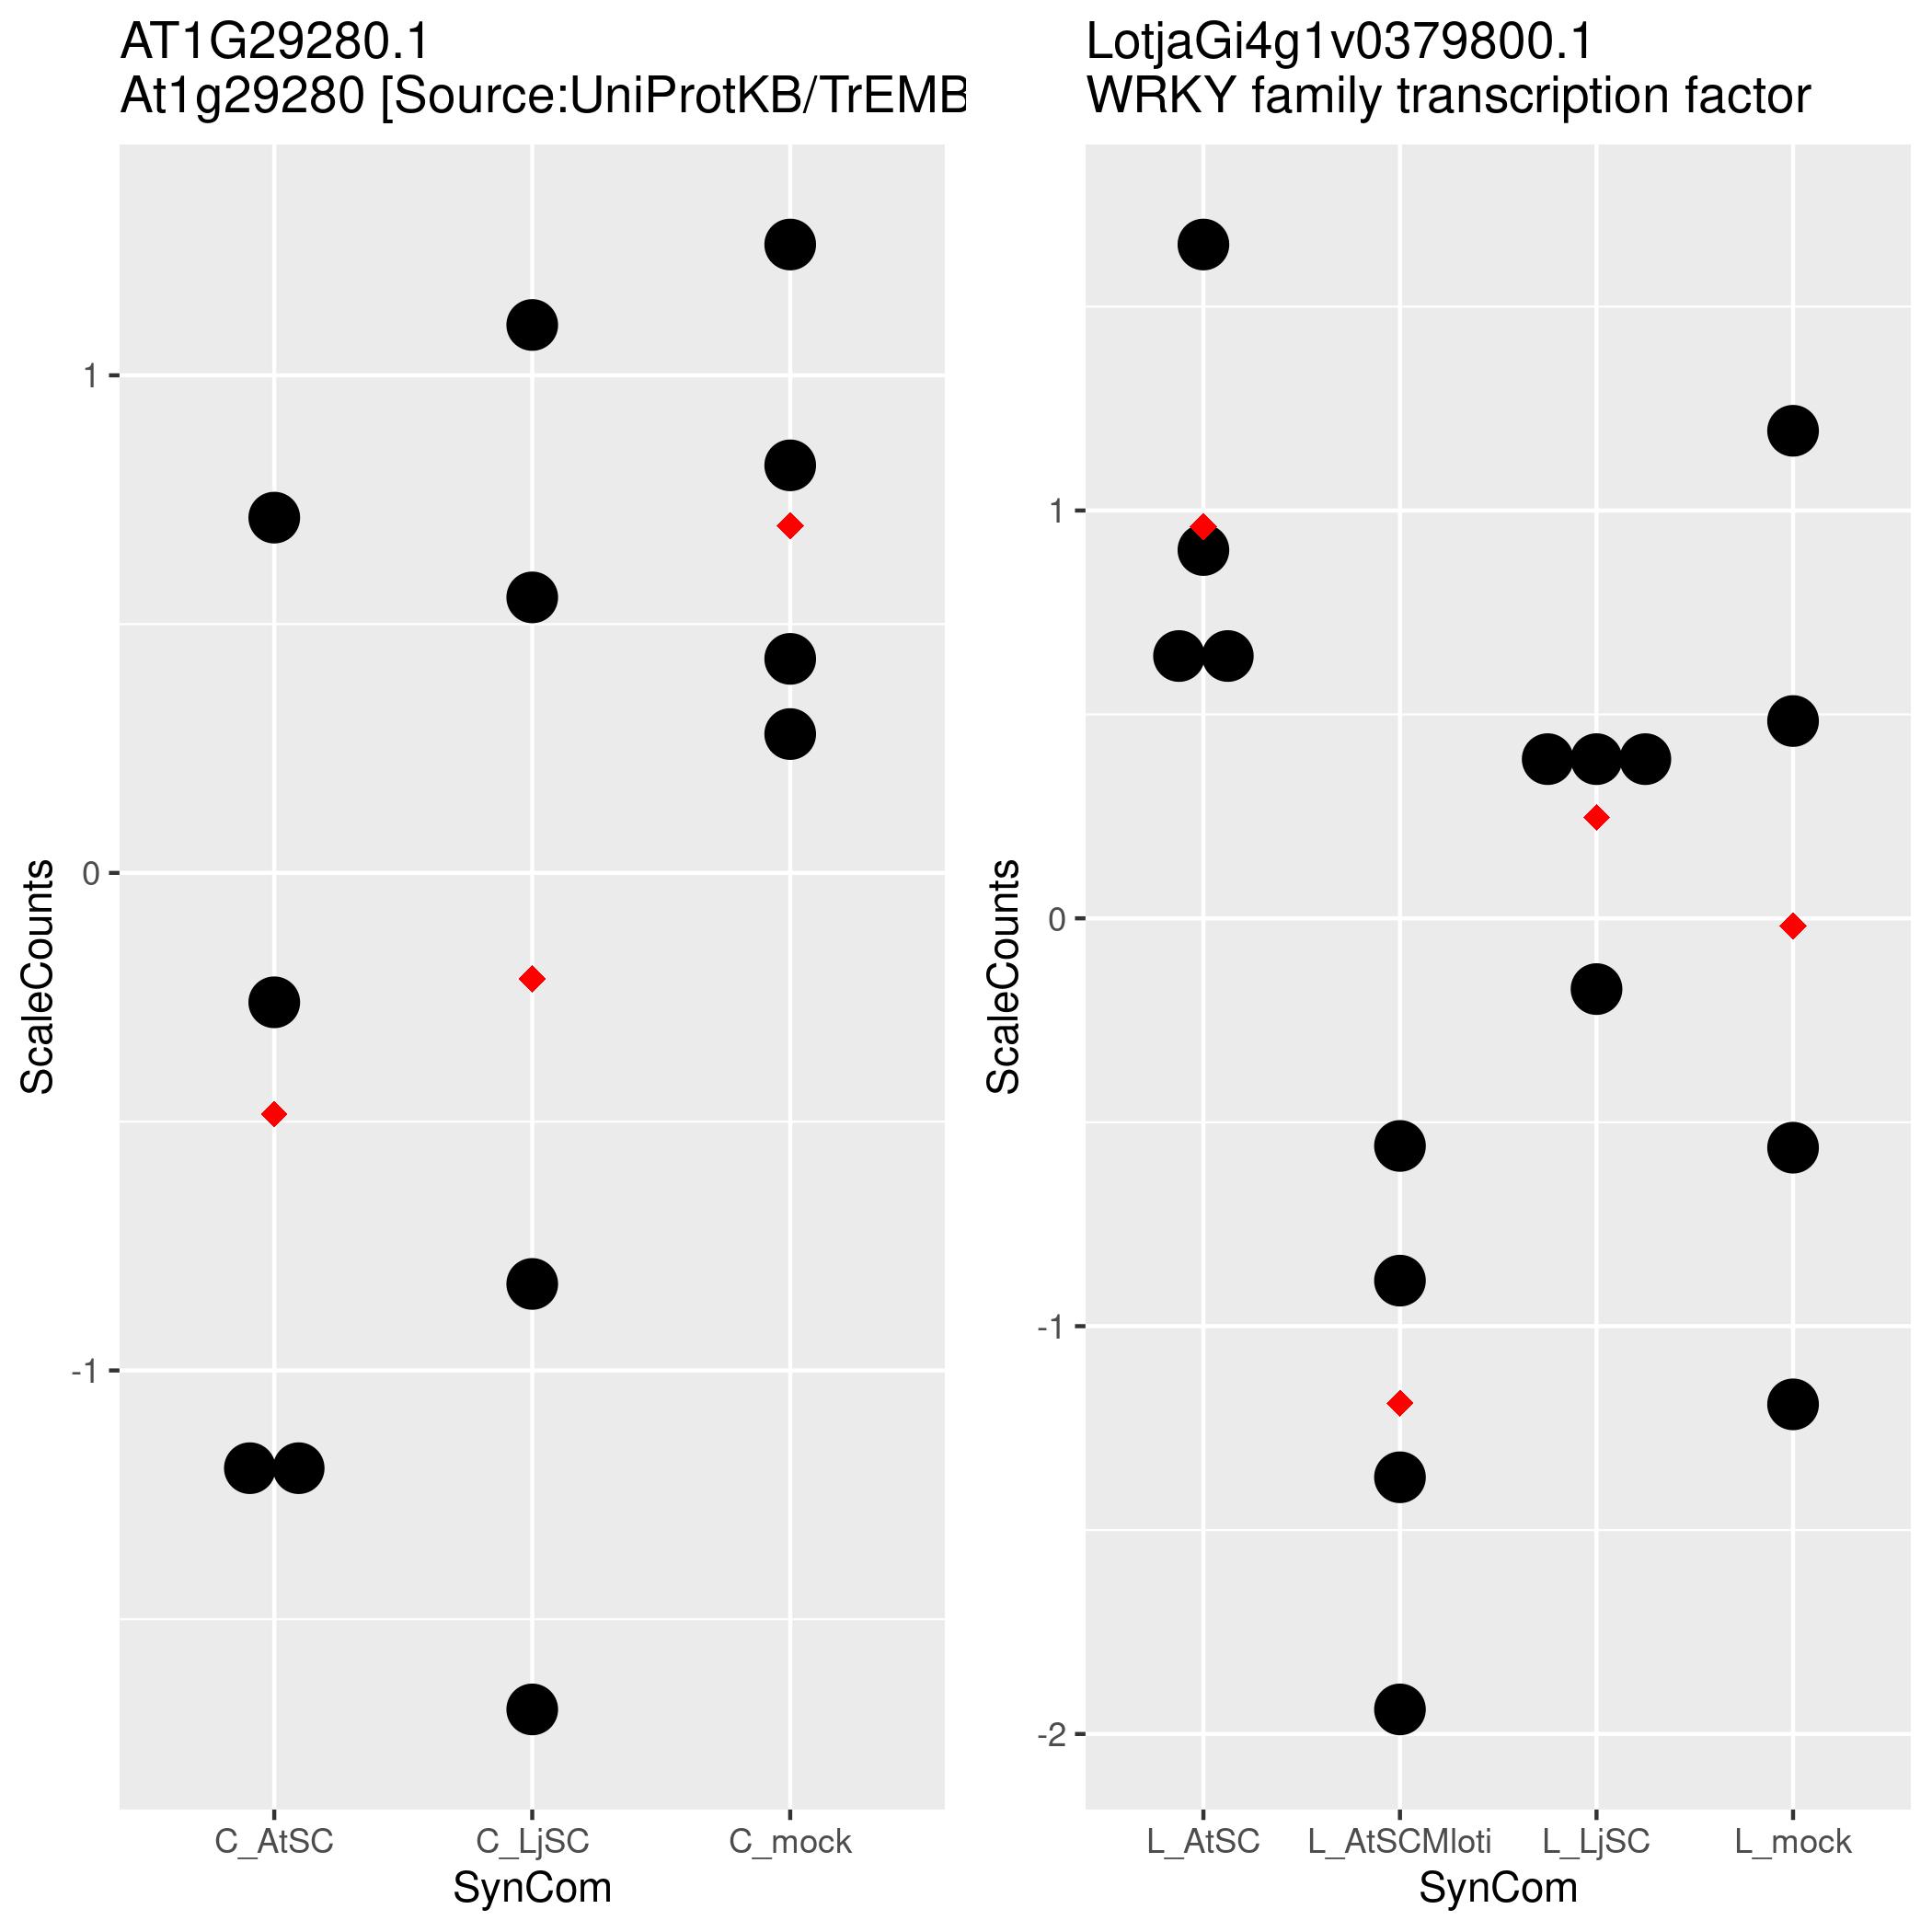 AT1G29280.1
At1g29280 [Source:UniProtKB/TrEMB
ScaleCounts
1
0
-1
C_AtSC
C_LjSC
C_mock
SynCom
LotjaGi4g1v0379800.1
WRKY family transcription factor
ScaleCounts
1
0
-1
-2
L_AtSC
L_AtSCMloti
L_LjSC
L_mock
SynCom